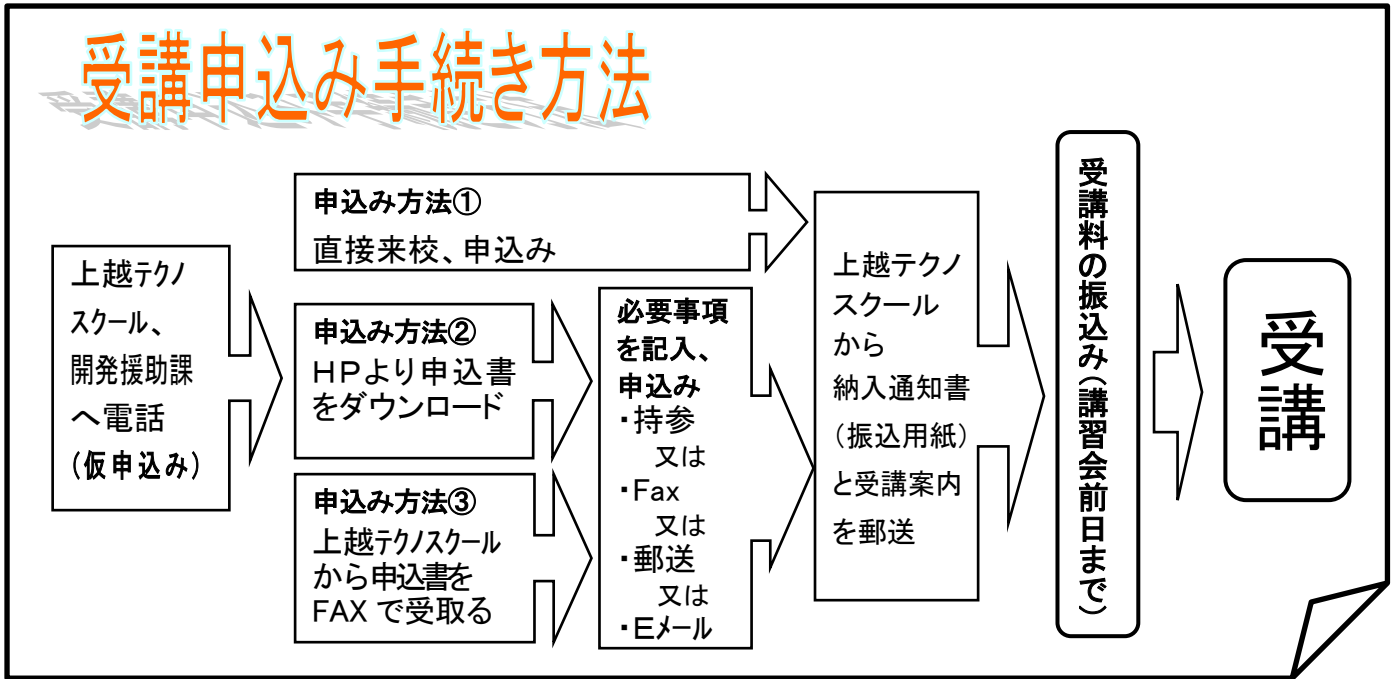 受講申込み手続き方法
上越テクノ
スクール、
開発援助課
へ電話
(仮申込み)
申込み方法①
直接来校、申込み
申込み方法②
HPより申込書
をダウンロード
申込み方法③
上越テクノスクール
から申込書を
FAXで受取る
必要事項
を記入、
申込み
・持参
又は
・Fax
又は
・郵送
又は
・Eメール
上越テクノ
スクール
から
納入通知書
(振込用紙)
と受講案内
を郵送
受講料の振込み(講習会前日まで)
受講